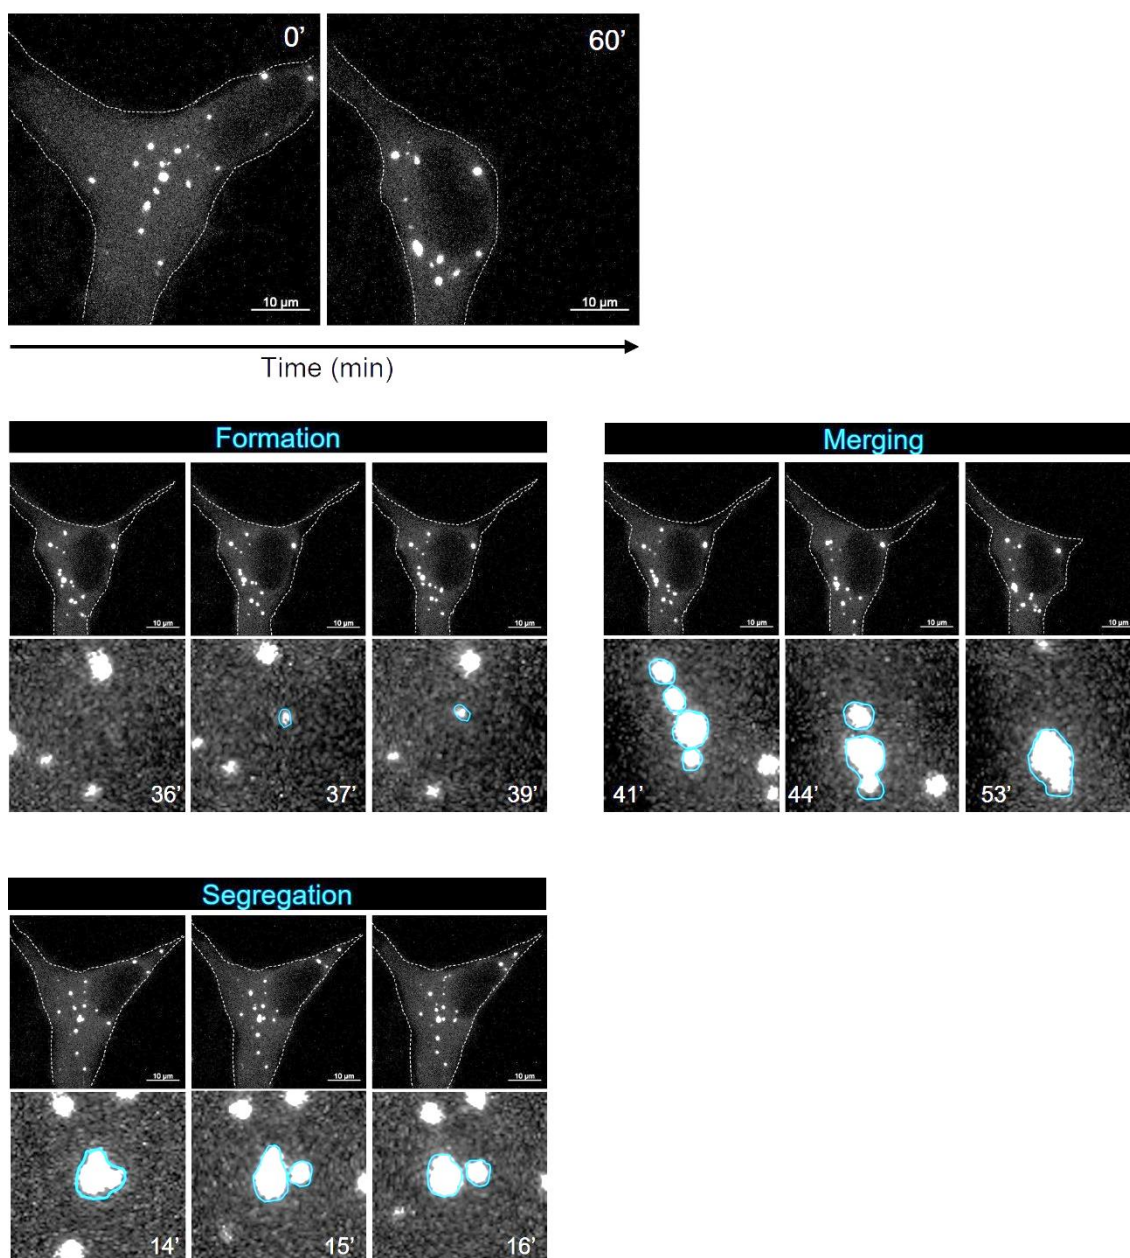 0’
60’
10 µm
10 µm
Time (min)
Formation
10 µm
10 µm
10 µm
36’
37’
39’
Merging
10 µm
10 µm
10 µm
41’
44’
53’
Segregation
10 µm
10 µm
10 µm
14’
15’
16’